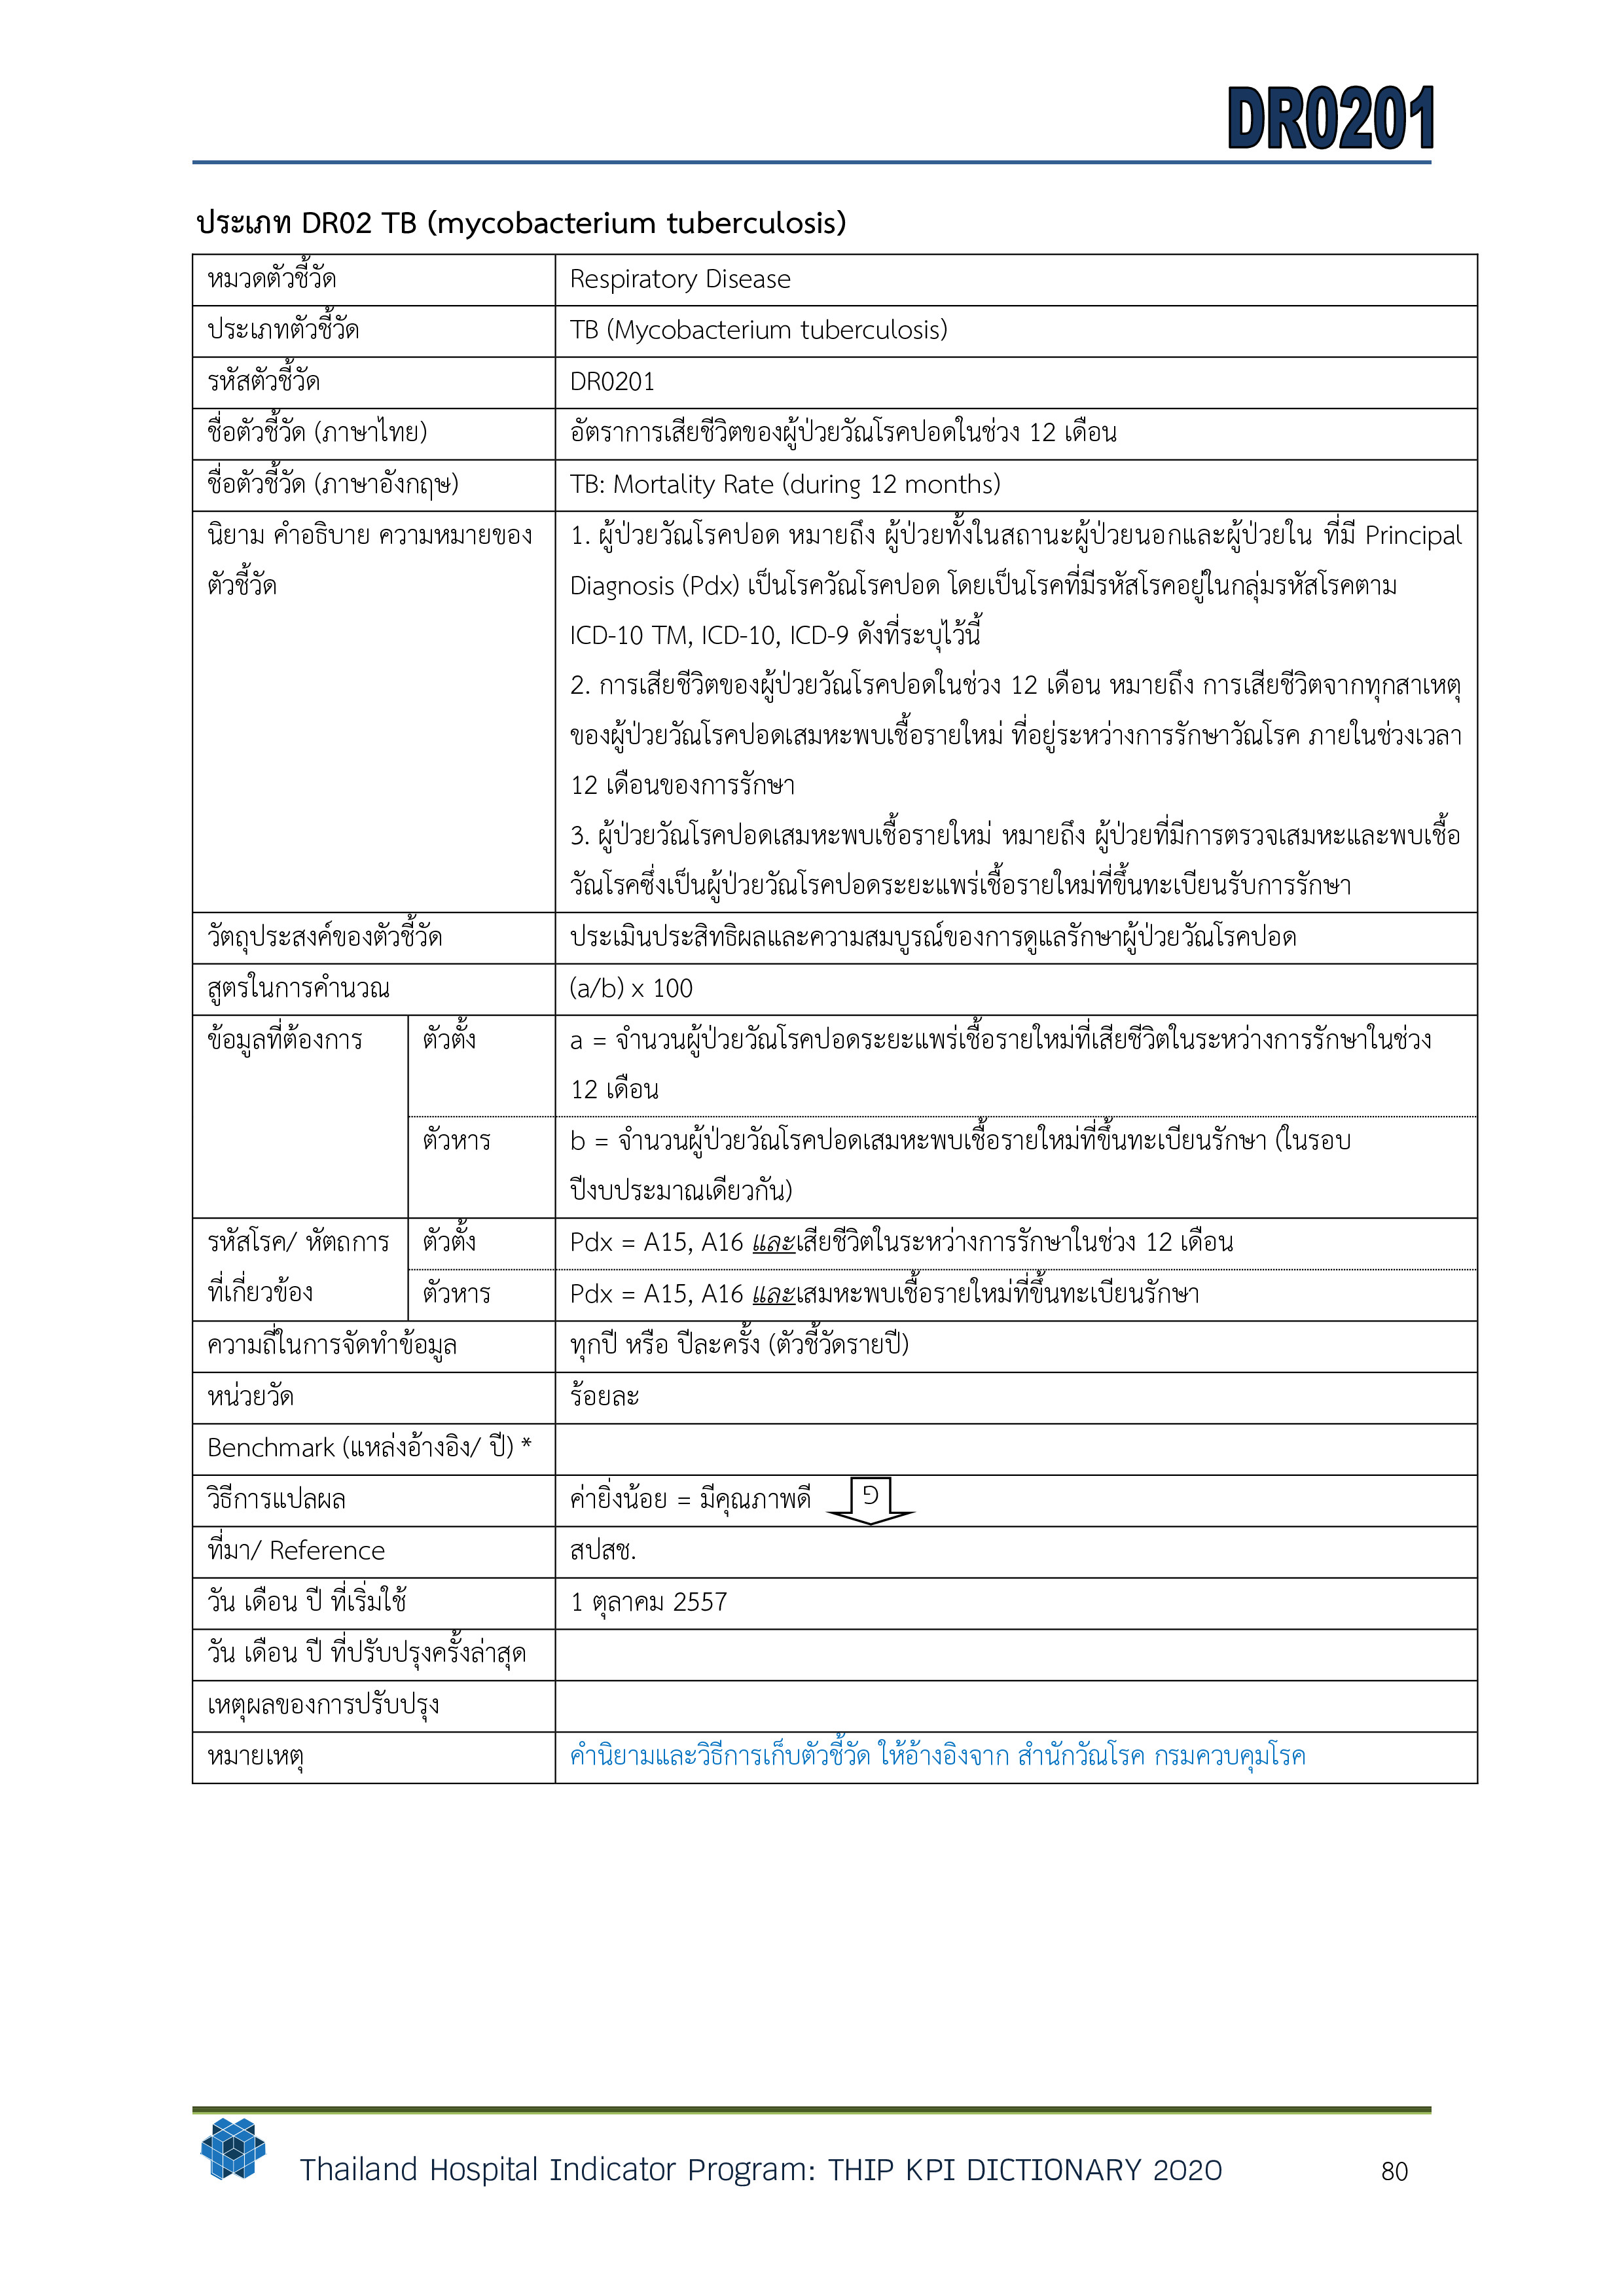 DR0201
ประเภท DR02 TB (mycobacterium tuberculosis)
หมวดตัวชี้วัด
Respiratory Disease
ประเภทตัวชี้วัด
TB (Mycobacterium tuberculosis)
รหัสตัวชี้วัด
DR0201
ชื่อตัวชี้วัด (ภาษาไทย)
อัตราการเสียชีวิตของผู้ป่วยวัณโรคปอดในช่วง 12 เดือน
ชื่อตัวชี้วัด (ภาษาอังกฤษ)
TB: Mortality Rate (during 12 months)
นิยาม คำอธิบาย ความหมายของ
ตัวชี้วัด
1. ผู้ป่วยวัณโรคปอด หมายถึง ผู้ป่วยทั้งในสถานะผู้ป่วยนอกและผู้ป่วยใน ที่มี Principal
Diagnosis (Pdx) เป็นโรควัณโรคปอด โดยเป็นโรคที่มีรหัสโรคอยู่ในกลุ่มรหัสโรคตาม
ICD-10 TM, ICD-10, ICD-9 ดังที่ระบุไว้นี้
2. การเสียชีวิตของผู้ป่วยวัณโรคปอดในช่วง 12 เดือน หมายถึง การเสียชีวิตจากทุกสาเหตุ
ของผู้ป่วยวัณโรคปอดเสมหะพบเชื้อรายใหม่ ที่อยู่ระหว่างการรักษาวัณโรค ภายในช่วงเวลา
12 เดือนของการรักษา
3. ผู้ป่วยวัณโรคปอดเสมหะพบเชื้อรายใหม่ หมายถึง ผู้ป่วยที่มีการตรวจเสมหะและพบเชื้อ
วัณโรคซึ่งเป็นผู้ป่วยวัณโรคปอดระยะแพร่เชื้อรายใหม่ที่ขึ้นทะเบียนรับการรักษา
วัตถุประสงค์ของตัวชี้วัด
ประเมินประสิทธิผลและความสมบูรณ์ของการดูแลรักษาผู้ป่วยวัณโรคปอด
สูตรในการคำนวณ
(a/b) x 100
ข้อมูลที่ต้องการ
ตัวตั้ง
a = จำนวนผู้ป่วยวัณโรคปอดระยะแพร่เชื้อรายใหม่ที่เสียชีวิตในระหว่างการรักษาในช่วง
12 เดือน
ตัวหาร
b = จำนวนผู้ป่วยวัณโรคปอดเสมหะพบเชื้อรายใหม่ที่ขึ้นทะเบียนรักษา (ในรอบ
ปีงบประมาณเดียวกัน)
รหัสโรค/ หัตถการ
ที่เกี่ยวข้อง
ตัวตั้ง
Pdx = A15, A16 และเสียชีวิตในระหว่างการรักษาในช่วง 12 เดือน
ตัวหาร
Pdx = A15, A16 และเสมหะพบเชื้อรายใหม่ที่ขึ้นทะเบียนรักษา
ความถี่ในการจัดทำข้อมูล
ทุกปี หรือ ปีละครั้ง (ตัวชี้วัดรายปี)
หน่วยวัด
ร้อยละ
Benchmark (แหล่งอ้างอิง/ ปี) *
วิธีการแปลผล
ค่ายิ่งน้อย = มีคุณภาพดี
ที่มา/ Reference
สปสช.
วัน เดือน ปี ที่เริ่มใช้
1 ตุลาคม 2557
วัน เดือน ปี ที่ปรับปรุงครั้งล่าสุด
เหตุผลของการปรับปรุง
หมายเหตุ
คำนิยามและวิธีการเก็บตัวชี้วัด ให้อ้างอิงจาก สำนักวัณโรค กรมควบคุมโรค
Thailand Hospital Indicator Program: THIP KPI DICTIONARY 2020
80